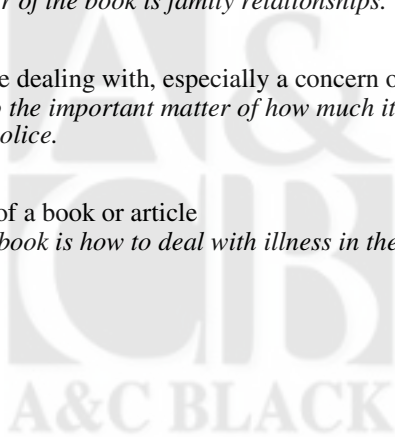 r of the book is family relationships.
e dealing with, especially a concern o
o the important matter of how much it
olice.
of a book or article
book is how to deal with illness in the
A&
CB
A&C BLACK